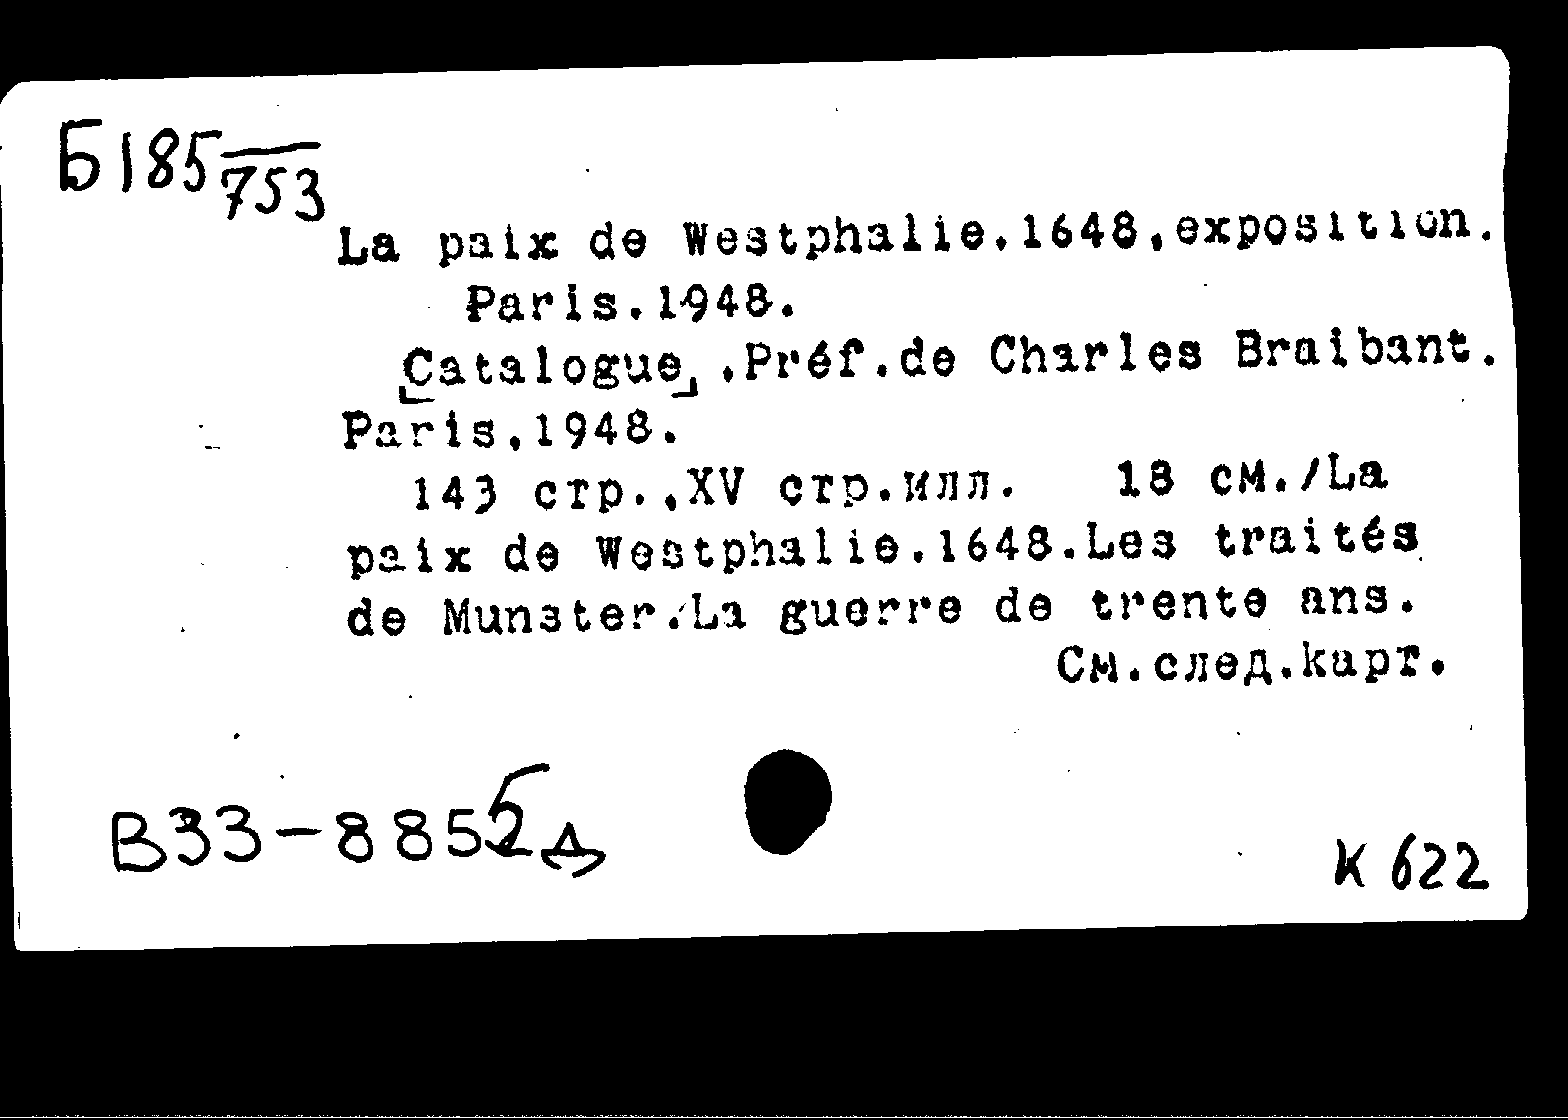 Б185/753
La paix de Westphalie.1648,exposition.
Paris.1948.
[Catalogue] .Préf.de Charles Braibant.
Paris,1948.
143 стр.,XV стр.илл. 18 см./La
paix de Westphalie.1648.Les traités
de Munster./La guerre de trente ans.
См.след.карт.
В33-8852
К 622